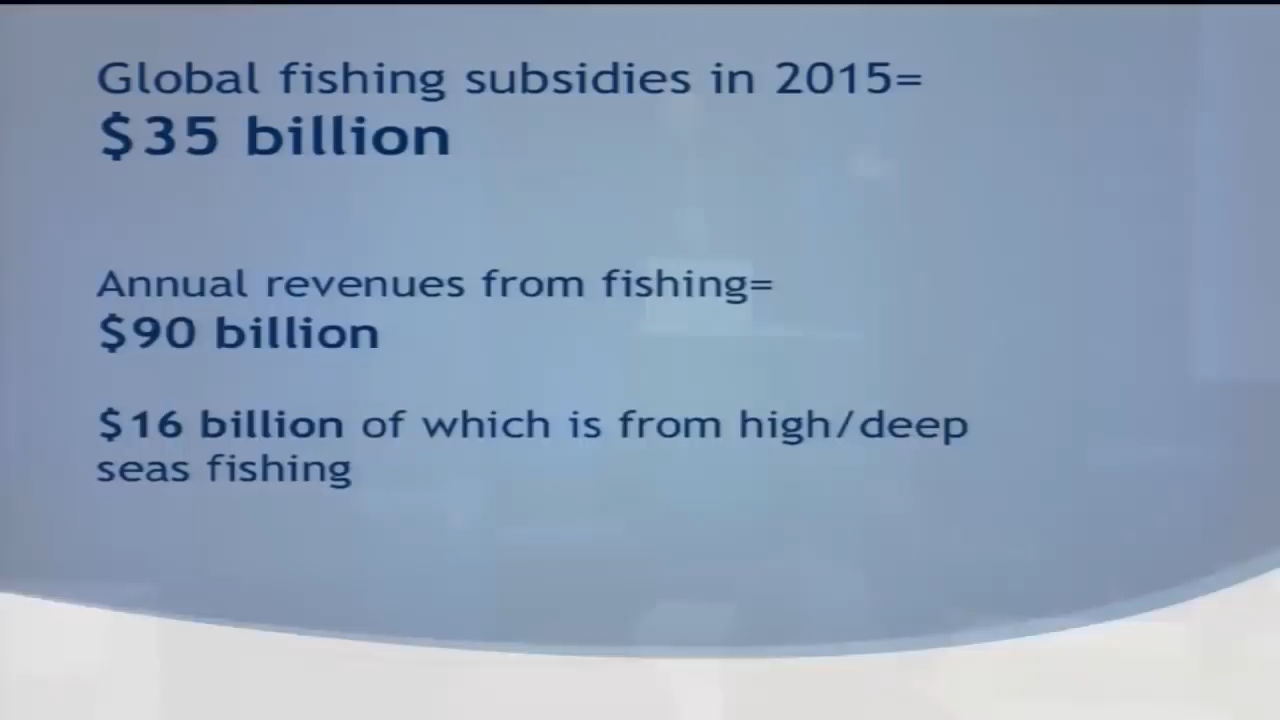 Global fishing subsidies in 2015=
$35 billion
Annual revenues from fishing=
$90 billion
$16 billion of which is from high/deep
seas fishing